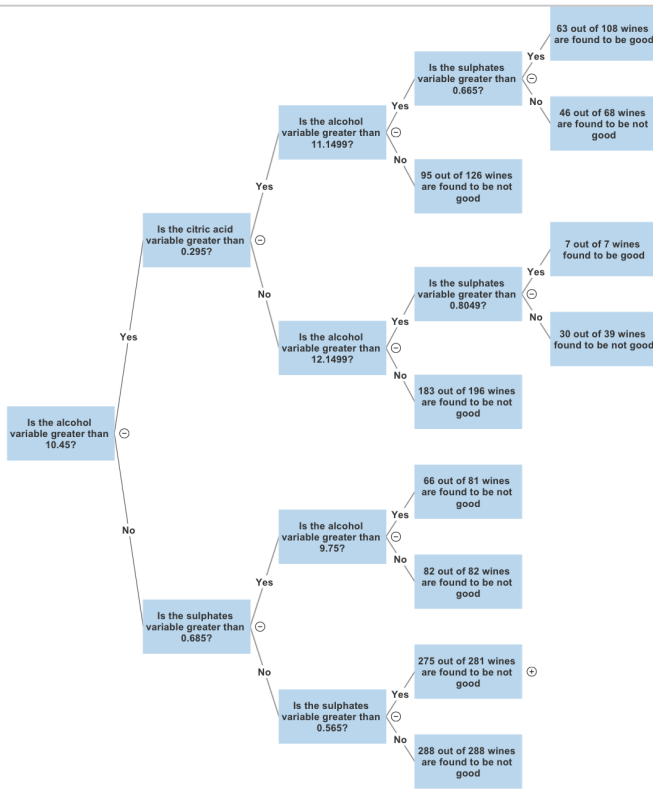 63 out of 108 wines
are found to be good
Yes
Is the sulphates
variable greater than
0.665?
No
46 out of 68 wines
are found to be not
good
Yes
Is the alcohol
variable greater than
11.1499?
No
95 out of 126 wines
are found to be not
good
Yes
Is the citric acid
variable greater than
0.295?
No
7 out of 7 wines
found to be good
Yes
Is the sulphates
variable greater than
0.8049?
No
30 out of 39 wines
found to be not good
Yes
Is the alcohol
variable greater than
12.1499?
No
183 out of 196 wines
are found to be not
good
Yes
Is the alcohol
variable greater than
10.45?
No
66 out of 81 wines
are found to be not
good
Yes
Is the alcohol
variable greater than
9.75?
No
82 out of 82 wines
are found to be not
good
Yes
Is the sulphates
variable greater than
0.685?
No
275 out of 281 wines
are found to be not
good
Yes
Is the sulphates
variable greater than
0.565?
No
288 out of 288 wines
are found to be not
good